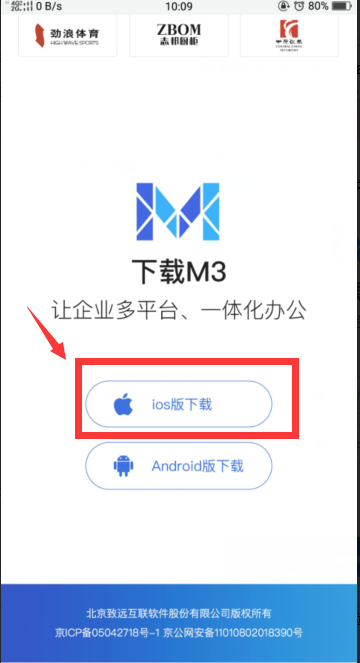 0 B/s
10:09
80%
劲浪体育
HIGHWAVE SPORTS
ZBOM
志邦橱柜
下载M3
让企业多平台、一体化办公
ios版下载
Android版下载
北京致远互联软件股份有限公司版权所有
京ICP备05042718号-1 京公网安备11010802018390号